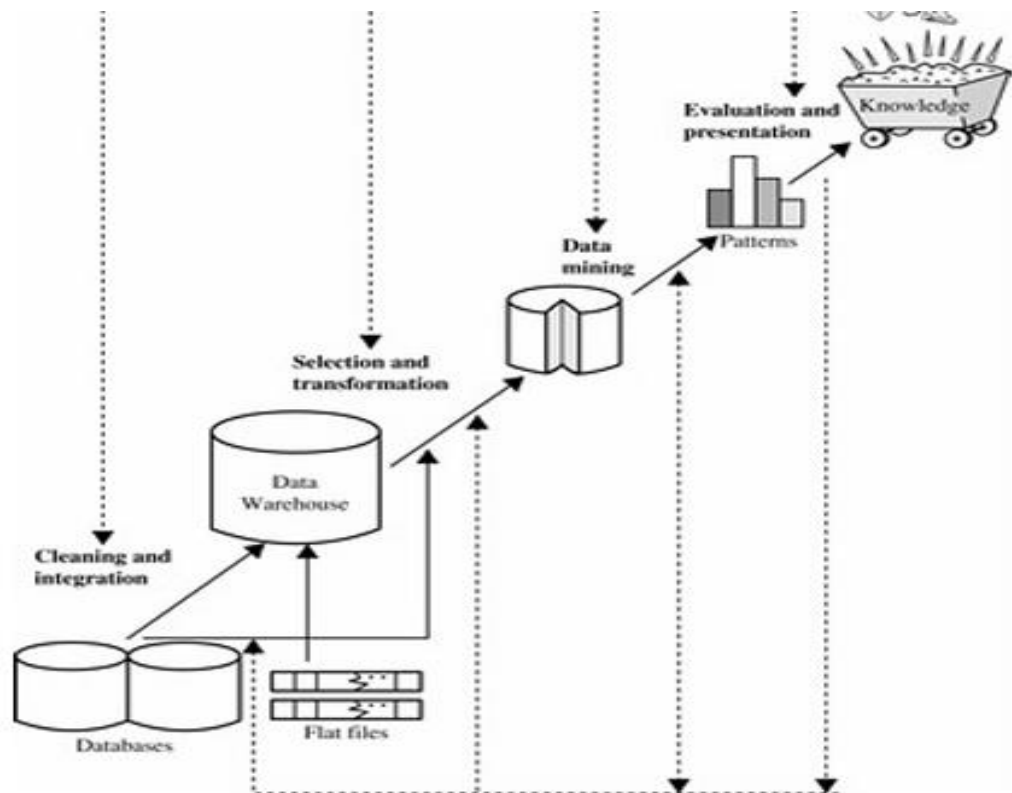 Evaluation and
presentation
Knowledge
Patterns
Data
mining
Selection and
transformation
Data
Warehouse
Cleaning and
integration
Databases
Flat files